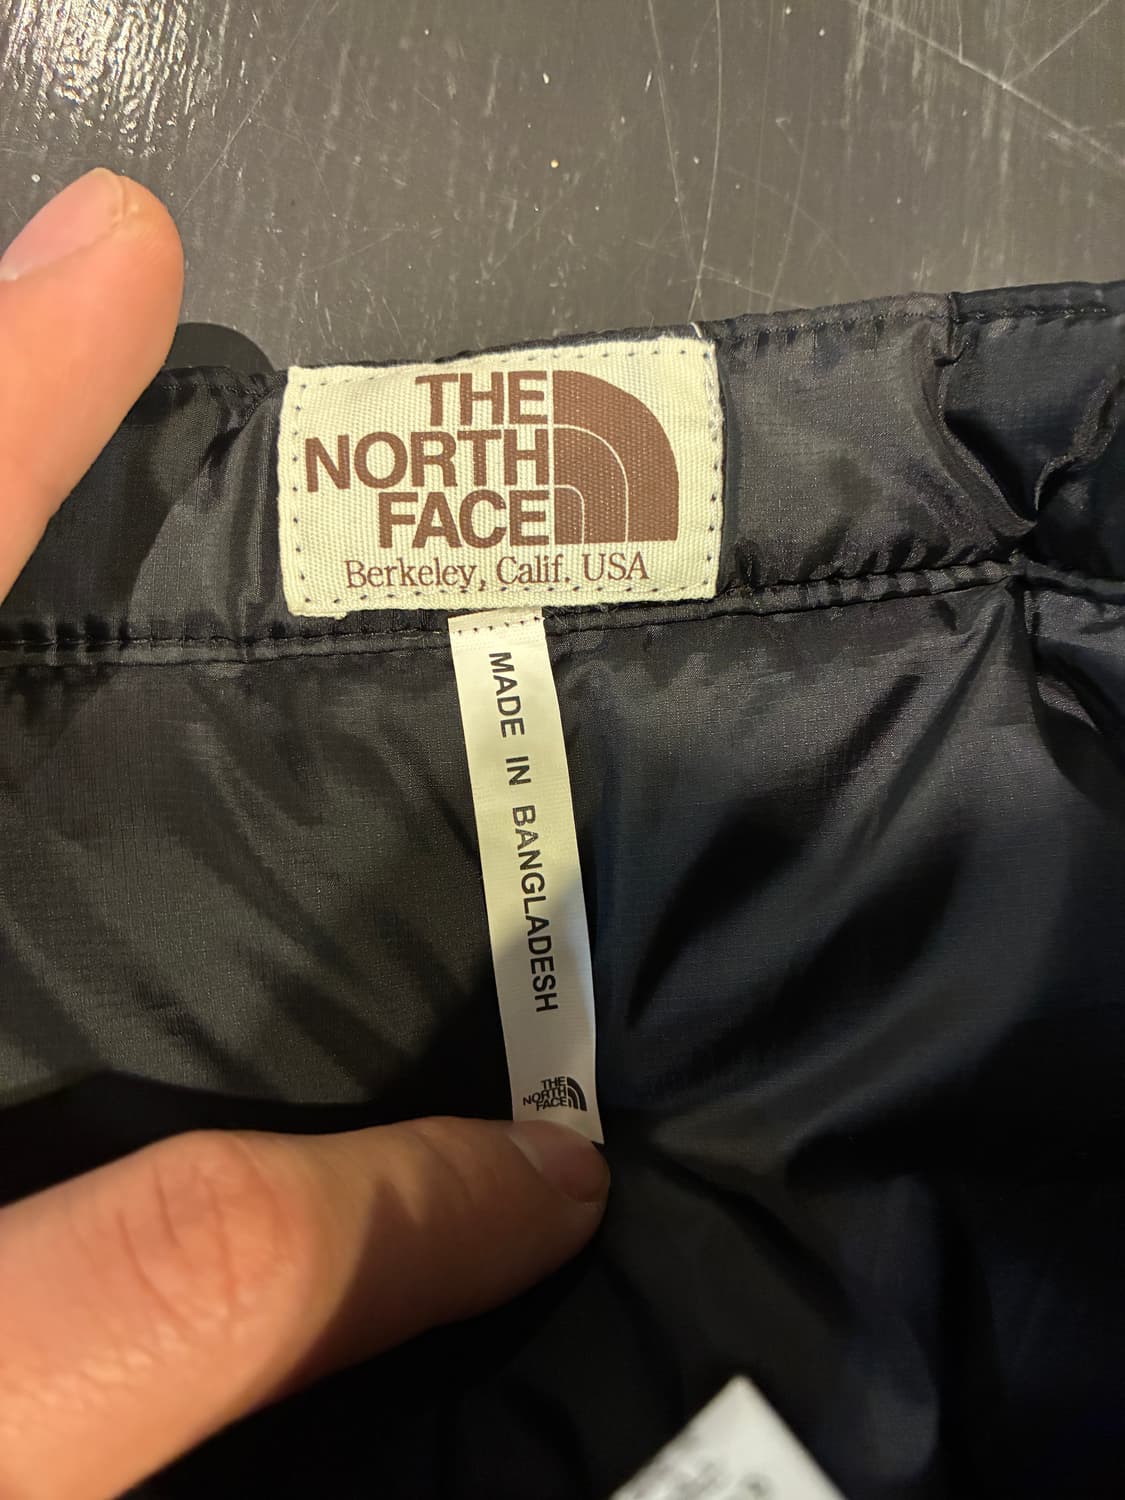 THE
NORTH
FACE
Berkeley, Calif. USA
MADE IN BANGLADESH
THE
NORTH
FACE